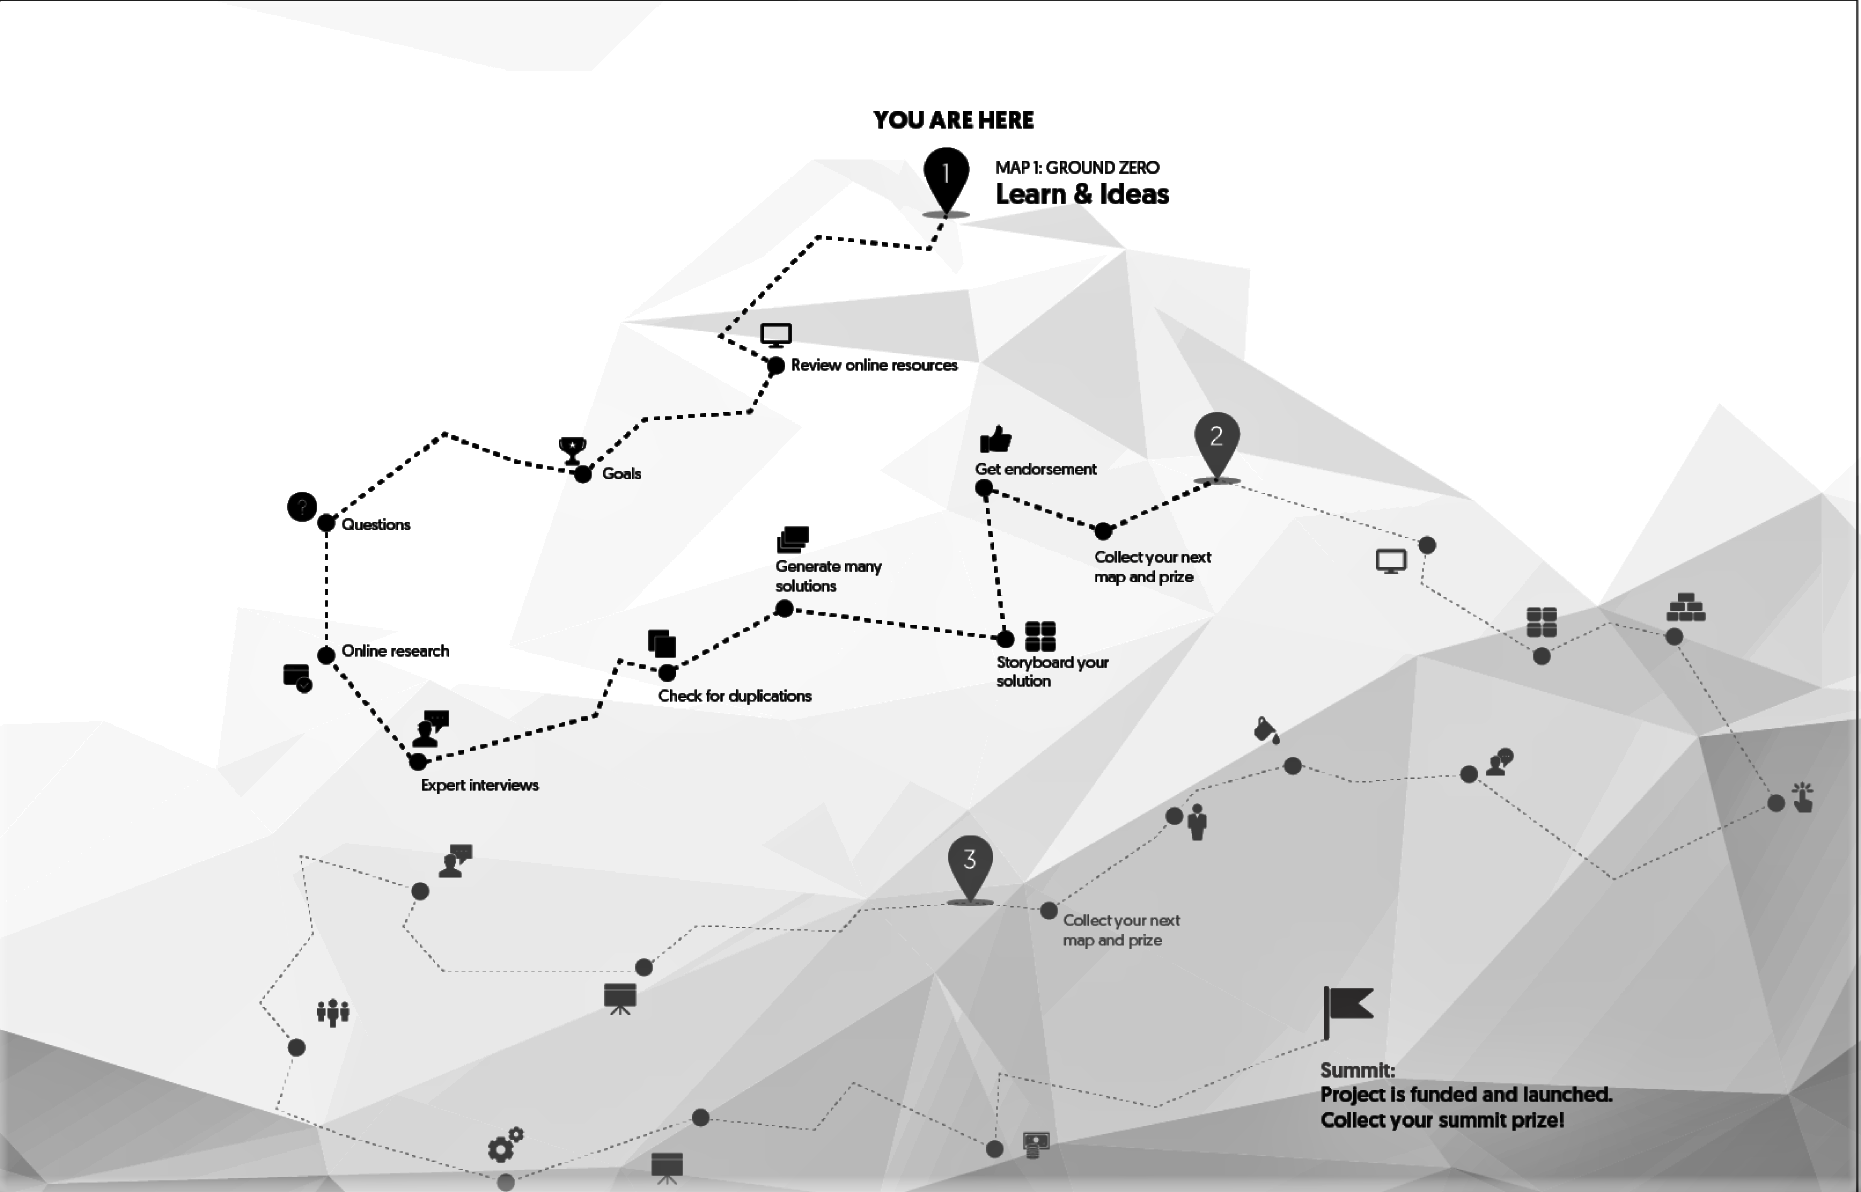 YOU ARE HERE
1
MAP 1: GROUND ZERO
Learn & Ideas
Review online resources
Goals
?
Questions
Get endorsement
2
Collect your next
map and prize
Generate many
solutions
Online research
Storyboard your
solution
Check for duplications
Expert interviews
3
Collect your next
map and prize
Summit:
Project is funded and launched.
Collect your summit prize!